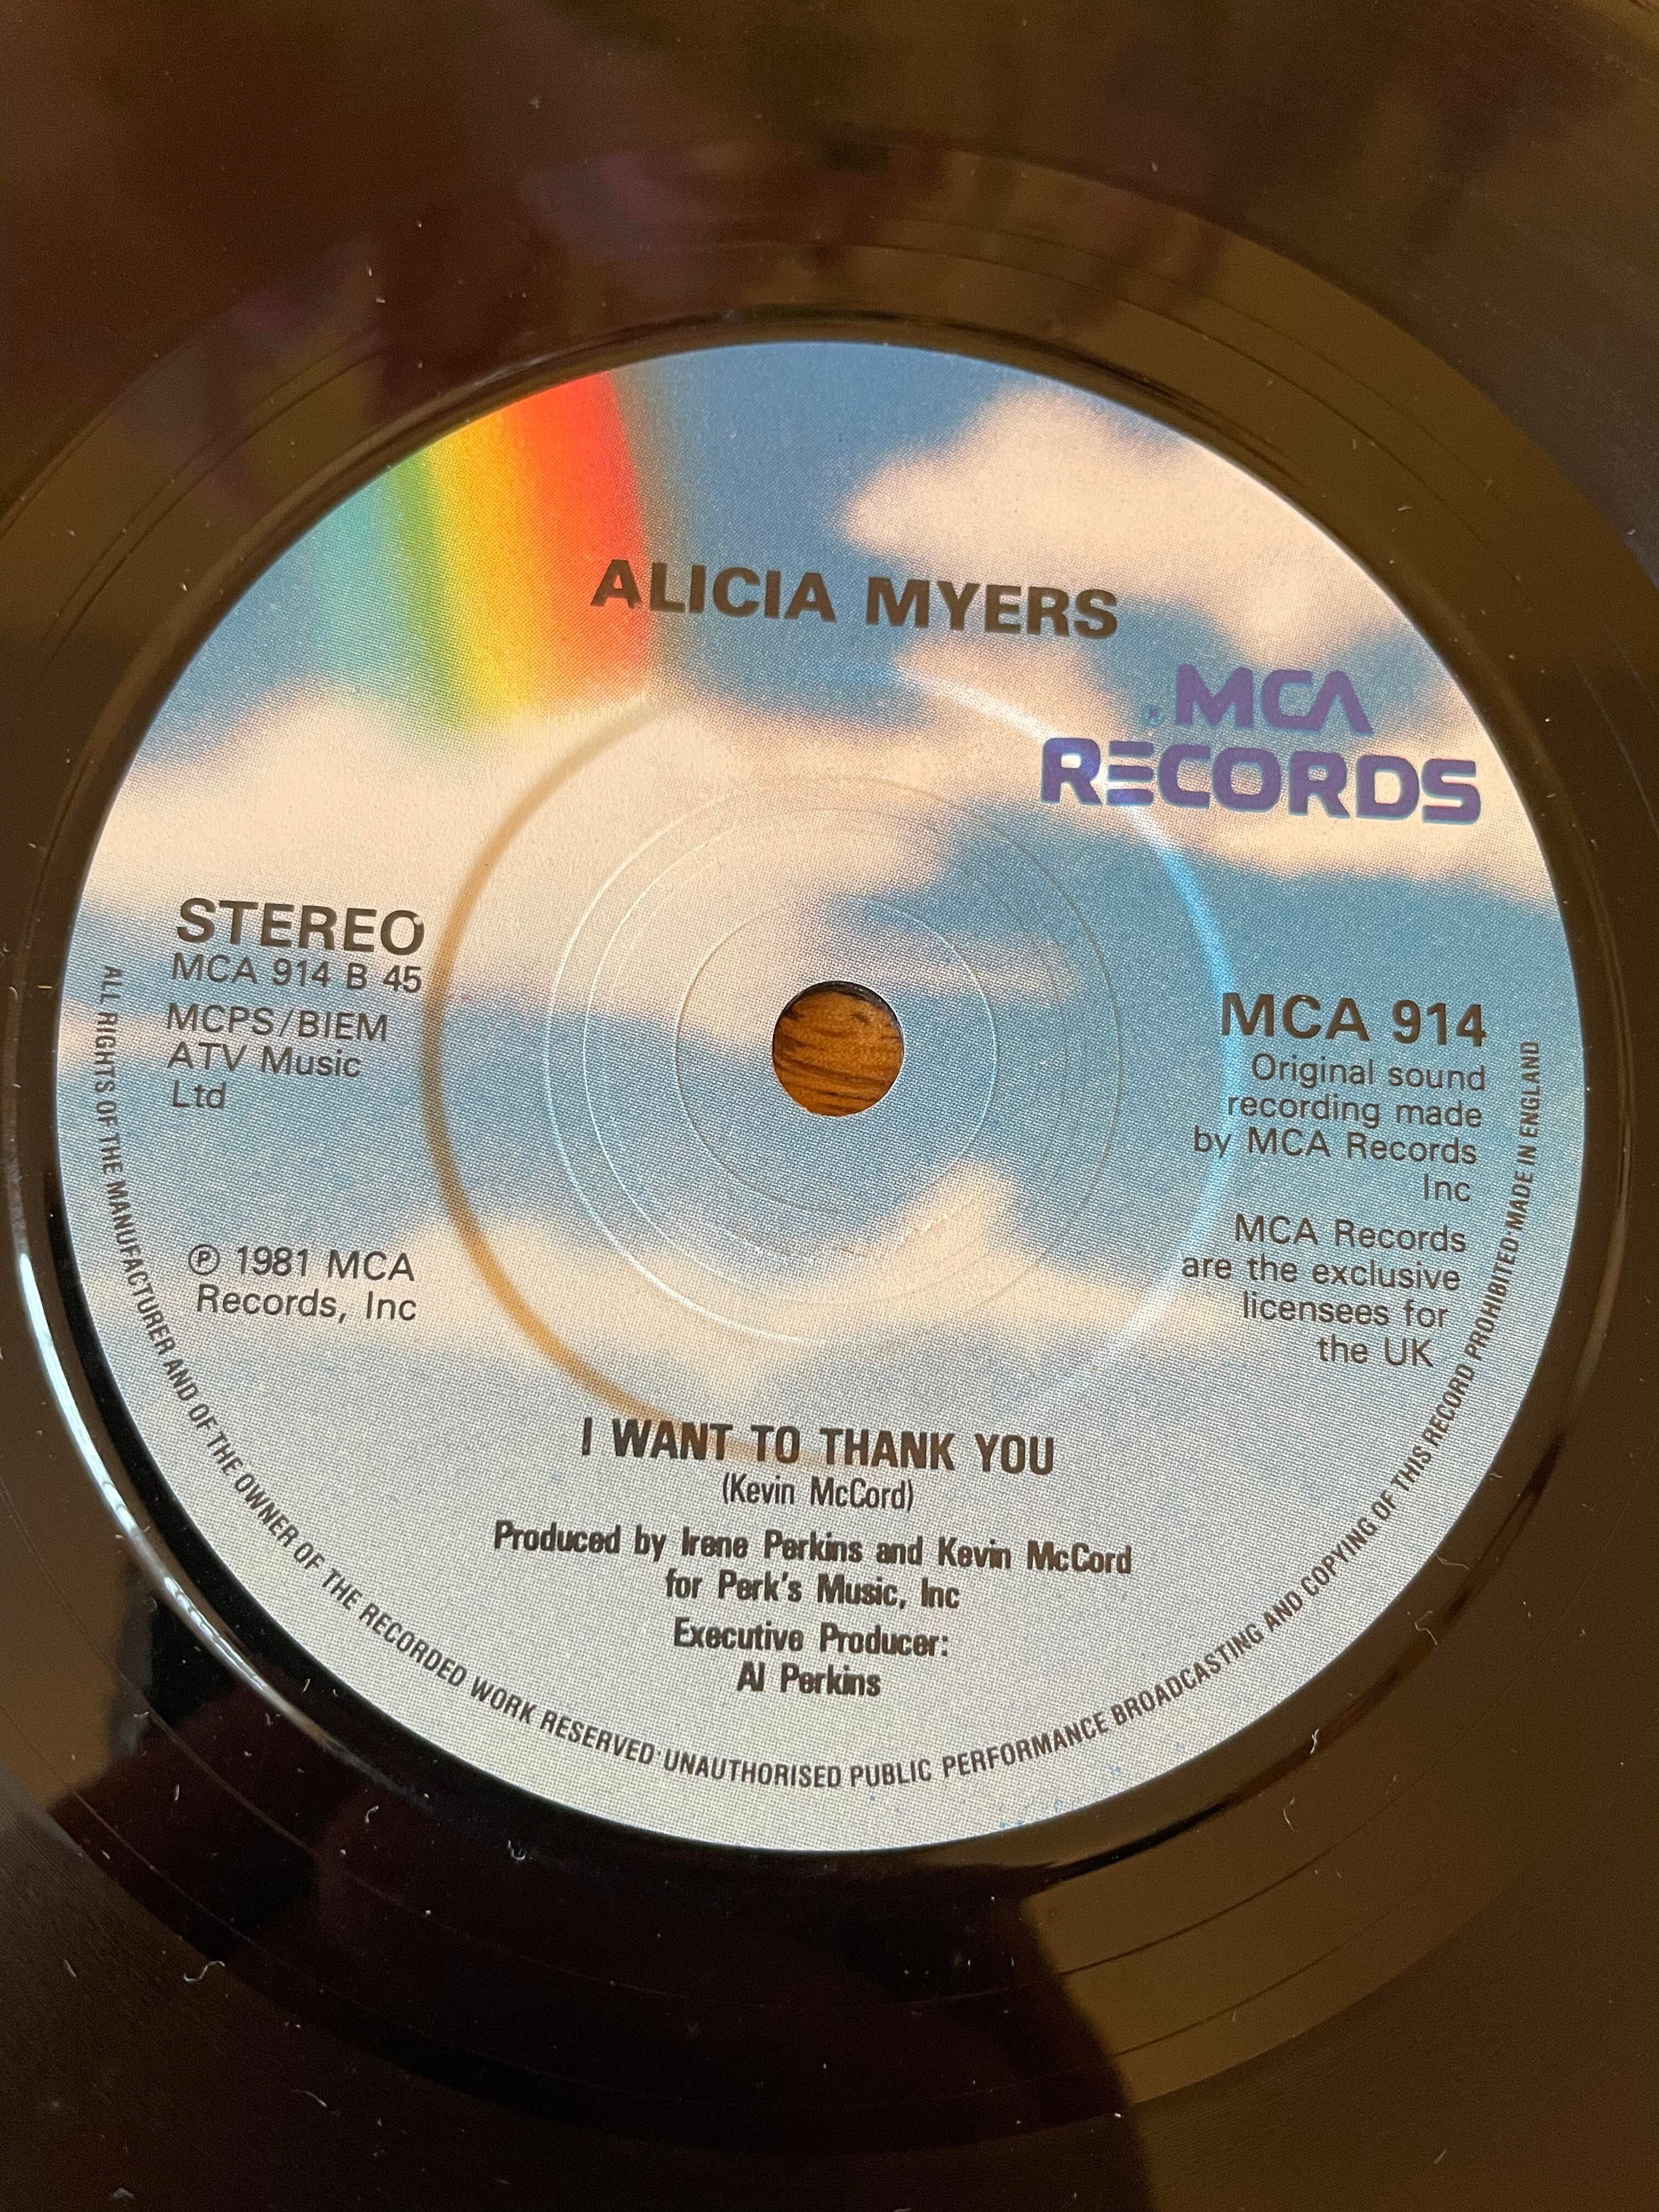 ALICIA MYERS
MCA
RECORDS
STEREO
MCA 914 B 45
MCPS/BIEM
ATV Music
Ltd
℗ 1981 MCA
Records, Inc
MCA 914
Original sound
recording made
by MCA Records
Inc
MCA Records
are the exclusive
licensees for
the UK
I WANT TO THANK YOU
(Kevin McCord)
Produced by Irene Perkins and Kevin McCord
for Perk's Music, Inc
Executive Producer:
Al Perkins
ALL RIGHTS OF THE MANUFACTURER AND OF THE OWNER OF THE RECORDED WORK RESERVED·UNAUTHORISED PUBLIC PERFORMANCE BROADCASTING AND COPYING OF THIS RECORD PROHIBITED·MADE IN ENGLAND